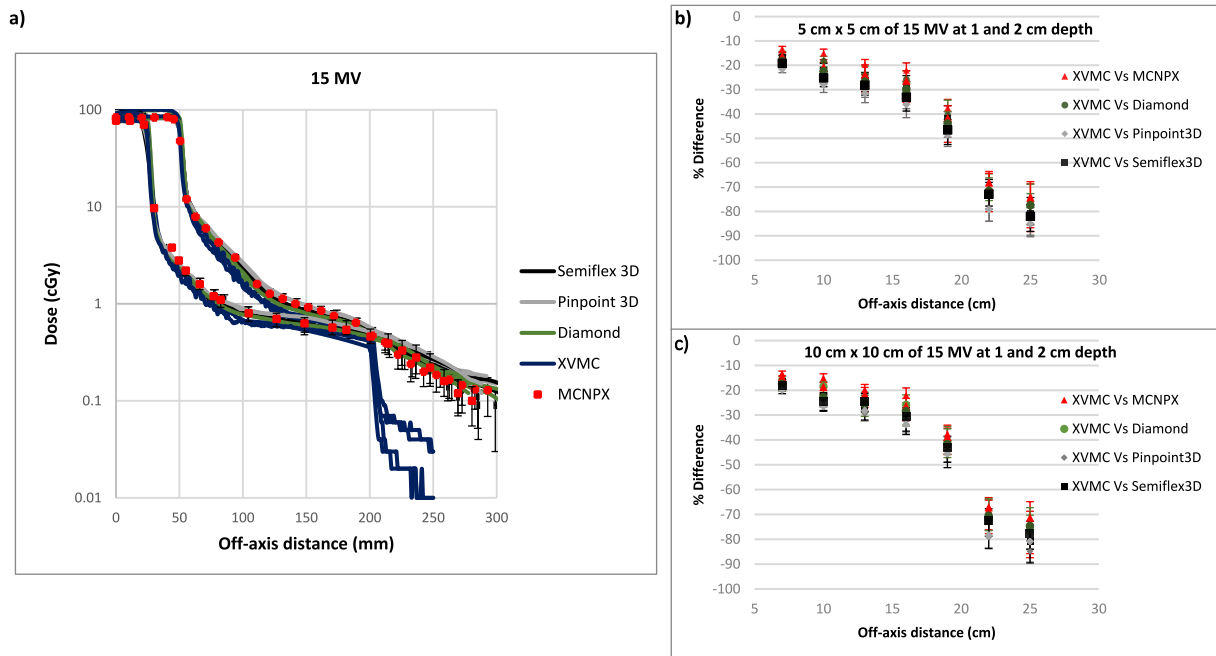 a)
15 MV
Dose (cGy)
100
10
1
0.1
0.01
0
50
100
150
200
250
300
Off-axis distance (mm)
Semiflex 3D
Pinpoint 3D
Diamond
XVMC
MCNPX
b)
5 cm x 5 cm of 15 MV at 1 and 2 cm depth
% Difference
0
-10
-20
-30
-40
-50
-60
-70
-80
-90
-100
5
10
15
20
25
30
Off-axis distance (cm)
XVMC Vs MCNPX
XVMC Vs Diamond
XVMC Vs Pinpoint3D
XVMC Vs Semiflex3D
c)
10 cm x 10 cm of 15 MV at 1 and 2 cm depth
% Difference
0
-10
-20
-30
-40
-50
-60
-70
-80
-90
-100
5
10
15
20
25
30
Off-axis distance (cm)
XVMC Vs MCNPX
XVMC Vs Diamond
XVMC Vs Pinpoint3D
XVMC Vs Semiflex3D